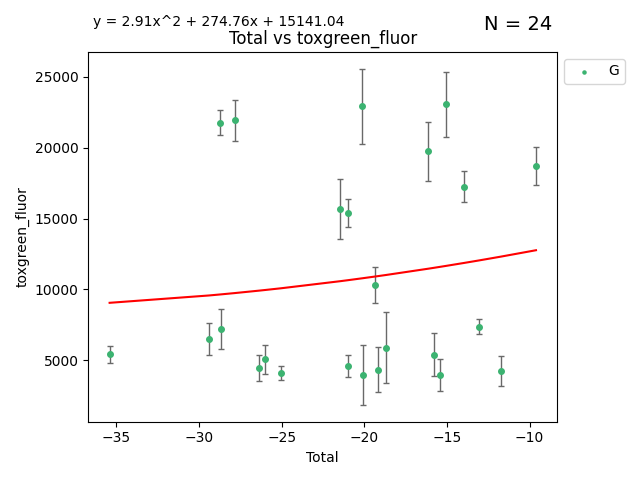 y = 2.91x^2 + 274.76x + 15141.04
N = 24
Total vs toxgreen_fluor
G
toxgreen_fluor
25000
20000
15000
10000
5000
−35
−30
−25
−20
−15
−10
Total